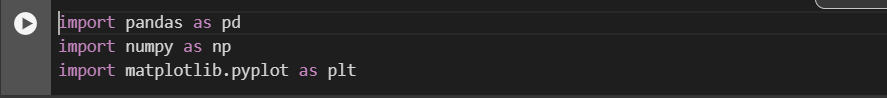 import pandas as pd
import numpy as np
import matplotlib.pyplot as plt